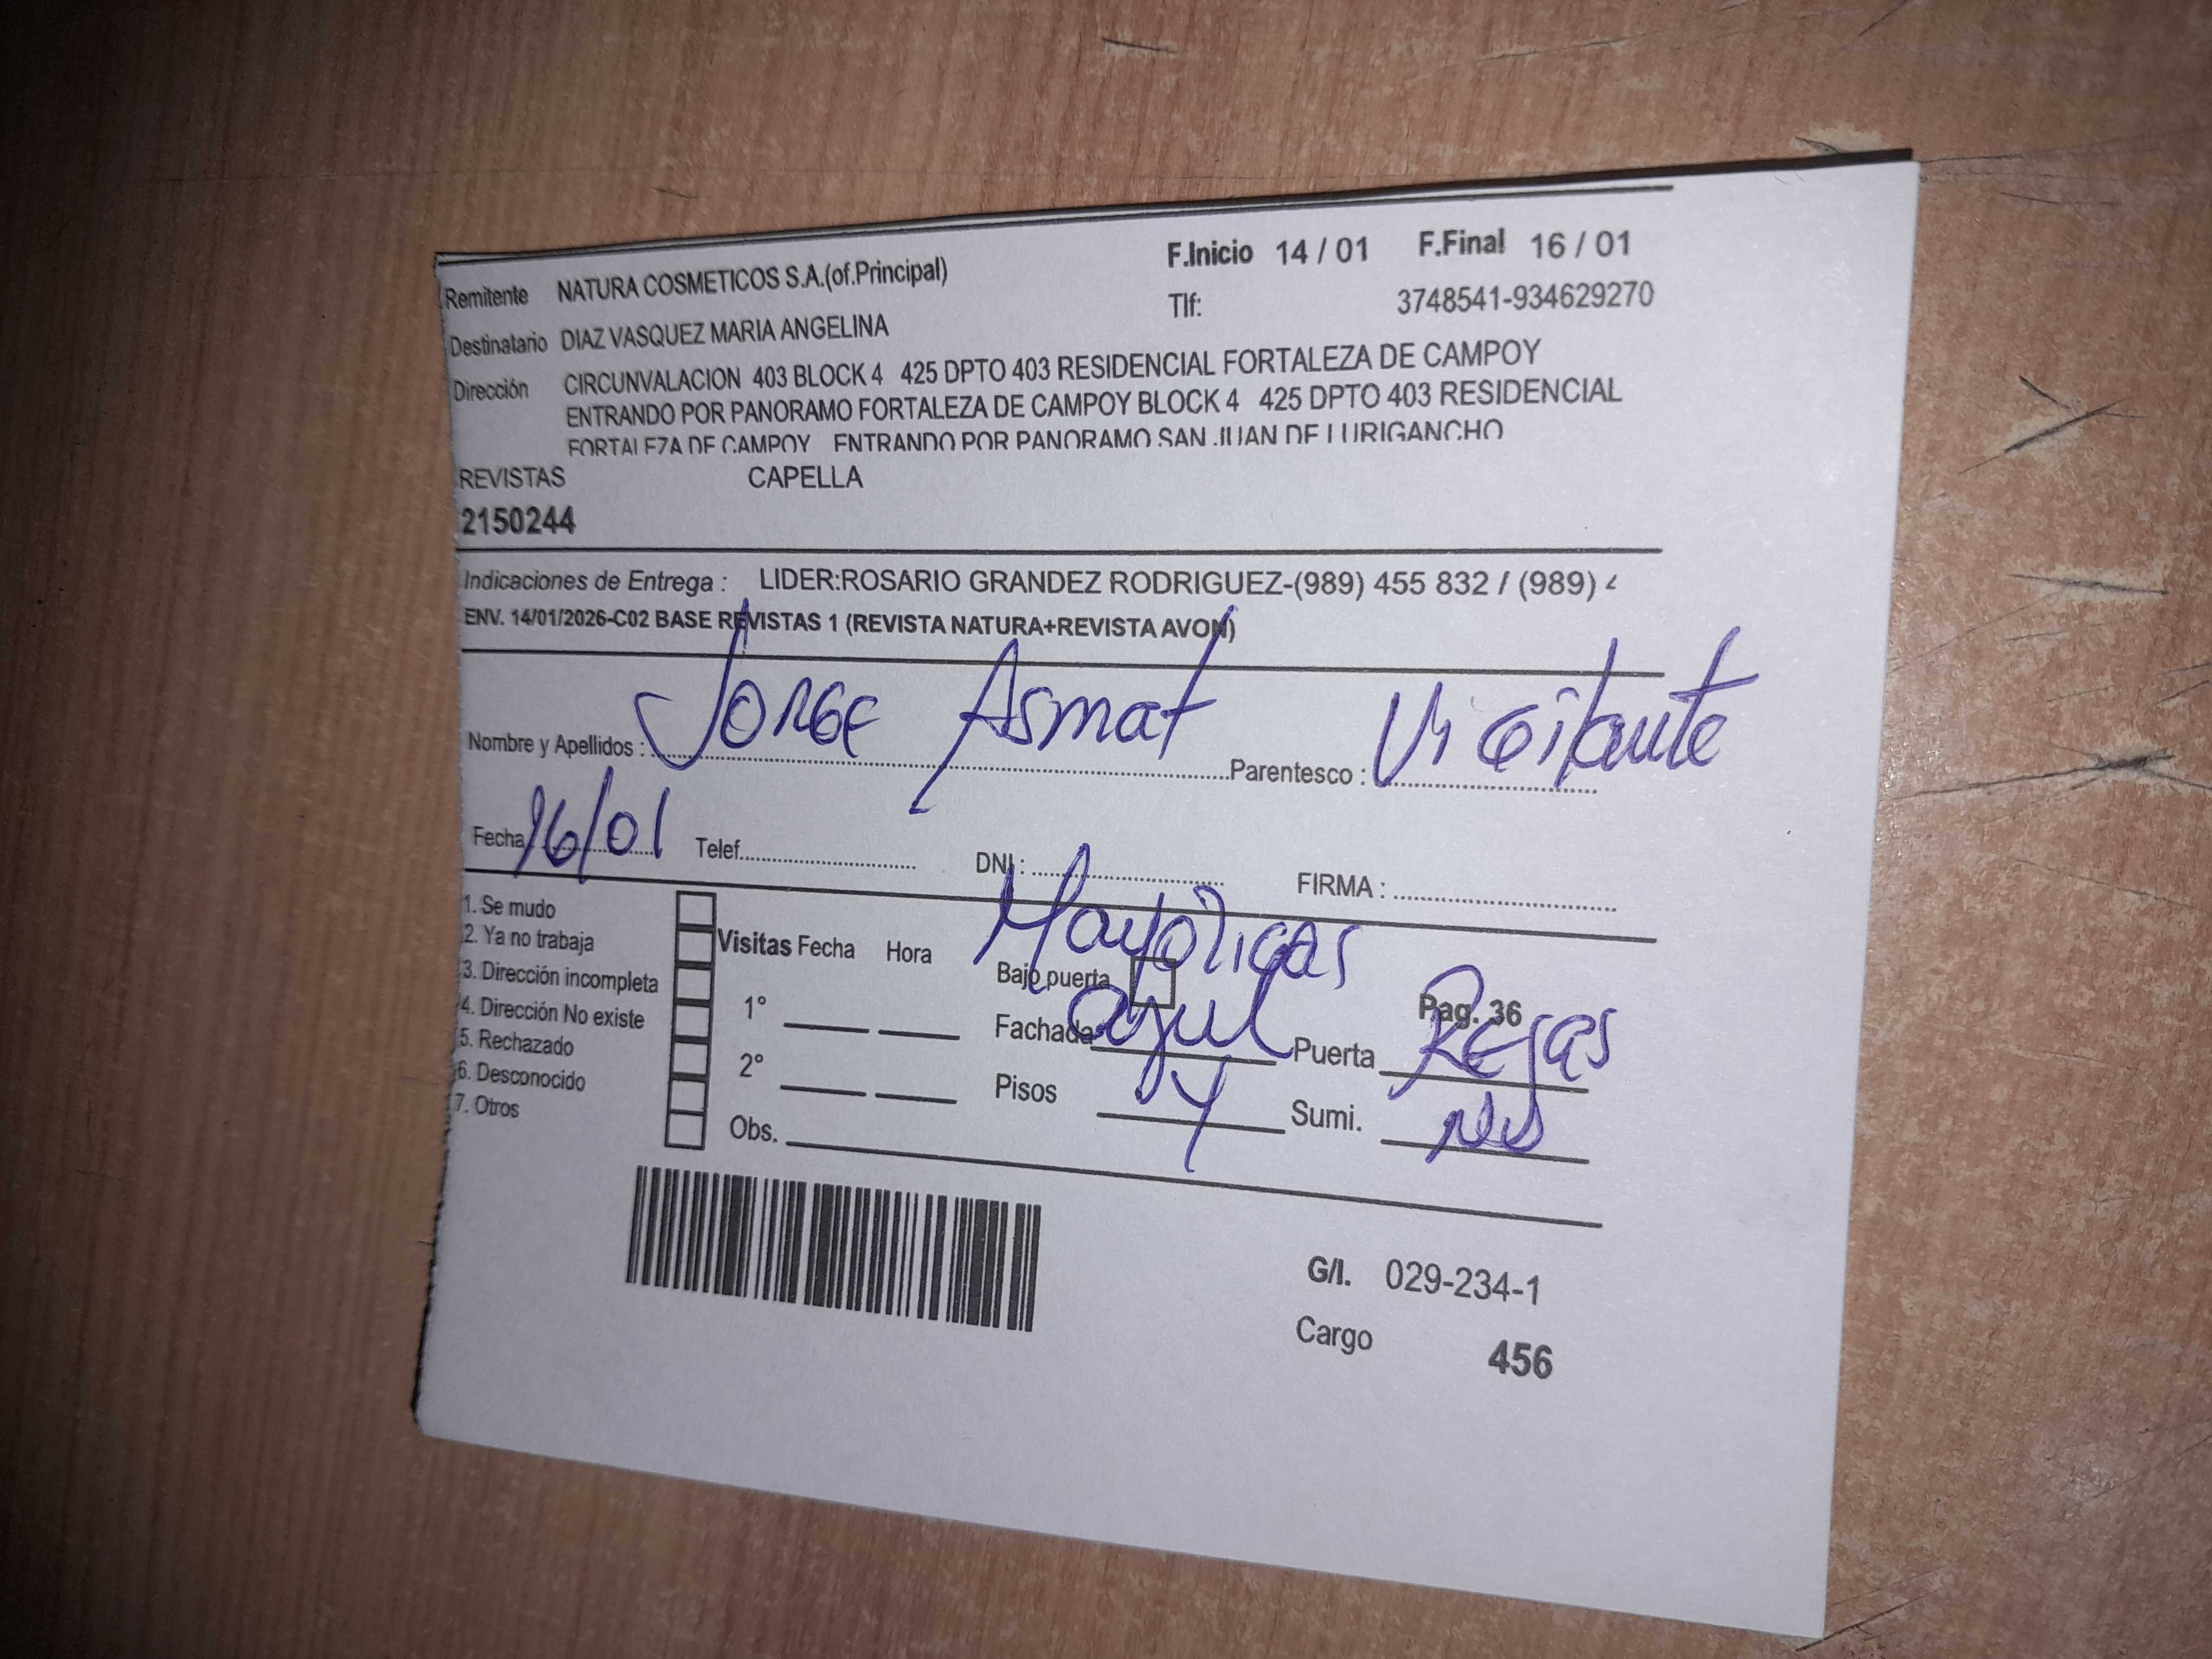 F.Inicio 14 / 01 F.Final 16 / 01
Remitente NATURA COSMETICOS S.A.(of.Principal)
Tlf: 3748541-934629270
Destinatario DIAZ VASQUEZ MARIA ANGELINA
Dirección CIRCUNVALACION 403 BLOCK 4 425 DPTO 403 RESIDENCIAL FORTALEZA DE CAMPOY
ENTRANDO POR PANORAMO FORTALEZA DE CAMPOY BLOCK 4 425 DPTO 403 RESIDENCIAL
FORTALEZA DE CAMPOY ENTRANDO POR PANORAMO SAN JUAN DE LURIGANCHO
REVISTAS CAPELLA
2150244
Indicaciones de Entrega : LIDER:ROSARIO GRANDEZ RODRIGUEZ-(989) 455 832 / (989) 4
ENV. 14/01/2026-C02 BASE REVISTAS 1 (REVISTA NATURA+REVISTA AVON)
Nombre y Apellidos : Jorge Asmat Parentesco : Vigilante
Fecha 16/01 Telef. DNI : FIRMA :
1. Se mudo
2. Ya no trabaja
3. Dirección incompleta
4. Dirección No existe
5. Rechazado
6. Desconocido
7. Otros
Visitas Fecha Hora
1°
2°
Obs.
Mayolicas
Bajo puerta Pag. 36
Fachada azul Puerta Rejas
Pisos 4 Sumi. NN
G/I. 029-234-1
Cargo 456